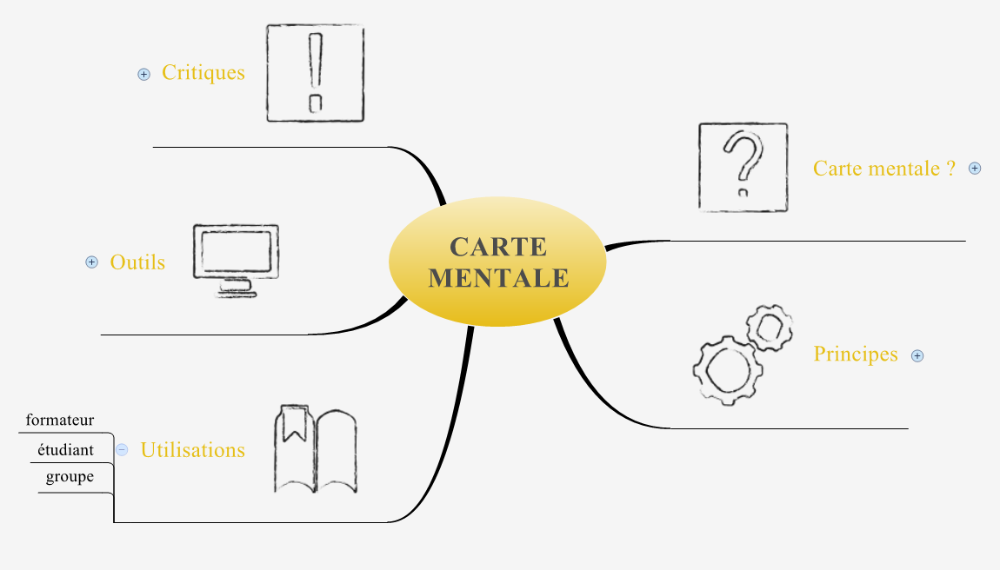 CARTE
MENTALE
Carte mentale ?
Principes
Critiques
Outils
Utilisations
formateur
étudiant
groupe